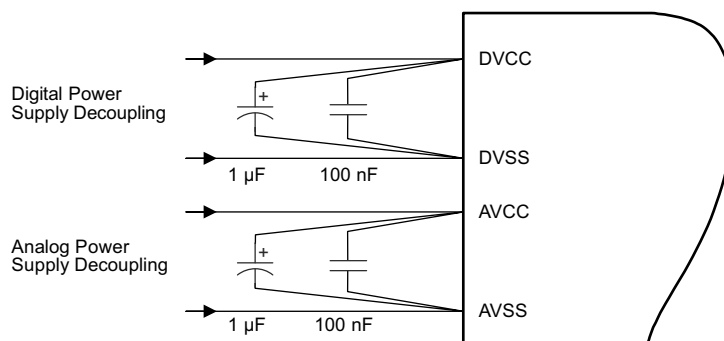 DVCC
Digital Power
Supply Decoupling
+
DVSS
1 µF
100 nF
AVCC
Analog Power
Supply Decoupling
+
AVSS
1 µF
100 nF